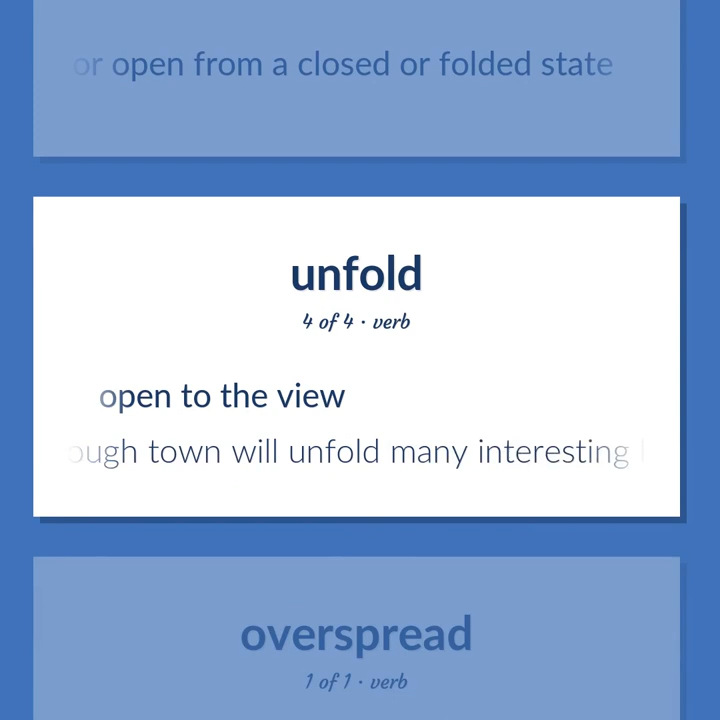 or open from a closed or folded state
unfold
4 of 4 · verb
open to the view
ough town will unfold many interesting
overspread
1 of 1 · verb